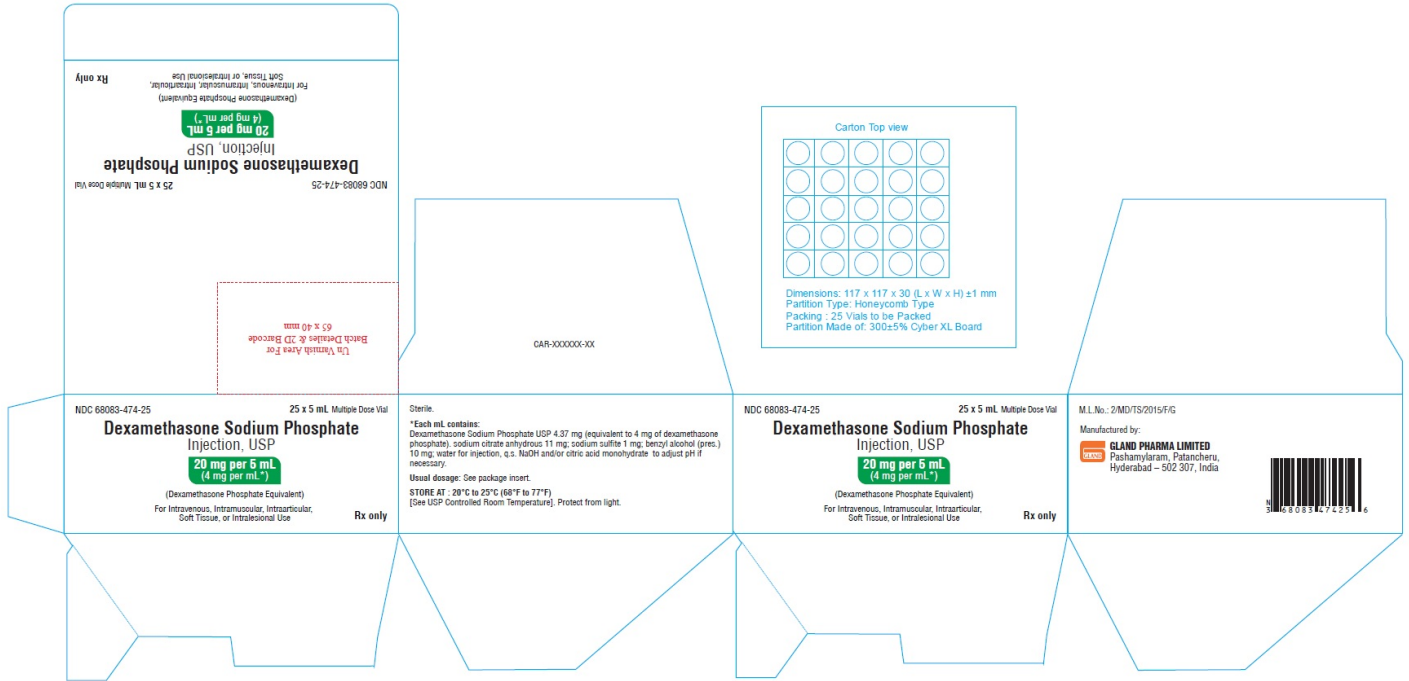 Rx only
For Intravenous, Intramuscular, Intraarticular,
Soft Tissue, or Intralesional Use
(Dexamethasone Phosphate Equivalent)
20 mg per 5 mL
(4 mg per mL*)
Dexamethasone Sodium Phosphate
Injection, USP
NDC 68083-474-25
25 x 5 mL Multiple Dose Vial
Un Varnish Area For
Batch Detailes & 2D Barcode
65 x 40 mm
CAR-XXXXXX-XX
Carton Top view
Dimensions: 117 x 117 x 30 (L x W x H) ±1 mm
Partition Type: Honeycomb Type
Packing : 25 Vials to be Packed
Partition Made of: 300±5% Cyber XL Board
NDC 68083-474-25
25 x 5 mL Multiple Dose Vial
Dexamethasone Sodium Phosphate
Injection, USP
20 mg per 5 mL
(4 mg per mL*)
(Dexamethasone Phosphate Equivalent)
For Intravenous, Intramuscular, Intraarticular,
Soft Tissue, or Intralesional Use
Rx only
Sterile.
*Each mL contains:
Dexamethasone Sodium Phosphate USP 4.37 mg (equivalent to 4 mg of dexamethasone
phosphate). sodium citrate anhydrous 11 mg; sodium sulfite 1 mg; benzyl alcohol (pres.)
10 mg; water for injection, q.s. NaOH and/or citric acid monohydrate to adjust pH if
necessary.
Usual dosage: See package insert.
STORE AT : 20°C to 25°C (68°F to 77°F)
[See USP Controlled Room Temperature]. Protect from light.
NDC 68083-474-25
25 x 5 mL Multiple Dose Vial
Dexamethasone Sodium Phosphate
Injection, USP
20 mg per 5 mL
(4 mg per mL*)
(Dexamethasone Phosphate Equivalent)
For Intravenous, Intramuscular, Intraarticular,
Soft Tissue, or Intralesional Use
Rx only
M.L.No.: 2/MD/TS/2015/F/G
Manufactured by:
GLAND
GLAND PHARMA LIMITED
Pashamylaram, Patancheru,
Hyderabad – 502 307, India
N
3 68083 47425 6